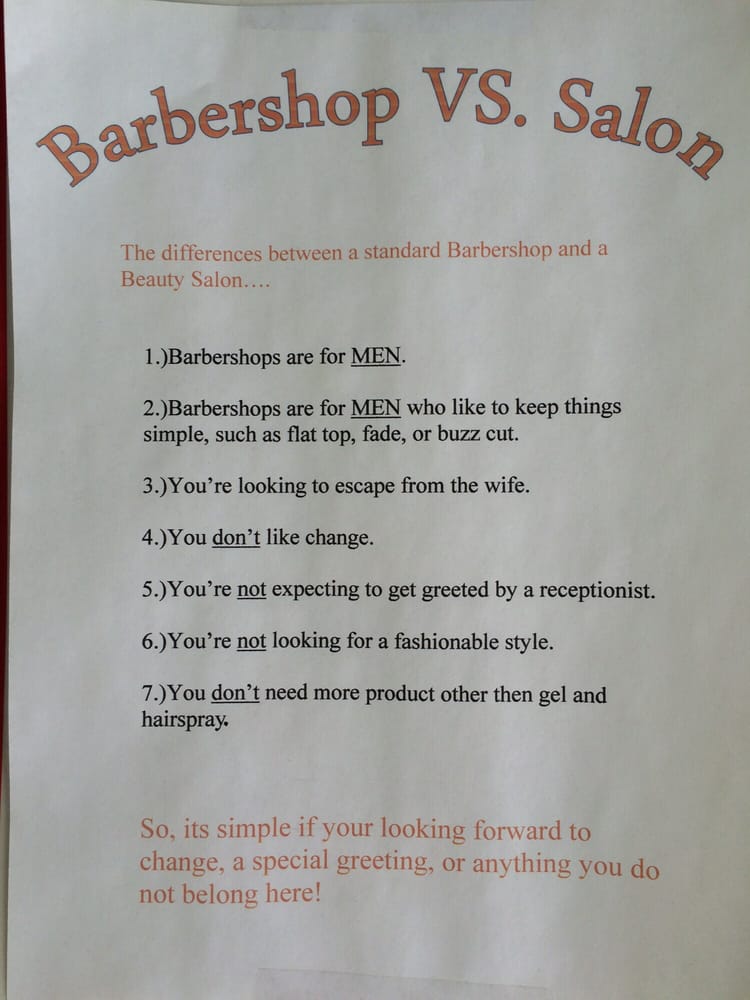 Barbershop VS. Salon
The differences between a standard Barbershop and a
Beauty Salon....
1.)Barbershops are for MEN.
2.)Barbershops are for MEN who like to keep things
simple, such as flat top, fade, or buzz cut.
3.)You're looking to escape from the wife.
4.)You don't like change.
5.)You're not expecting to get greeted by a receptionist.
6.)You're not looking for a fashionable style.
7.)You don't need more product other then gel and
hairspray.
So, its simple if your looking forward to
change, a special greeting, or anything you do
not belong here!